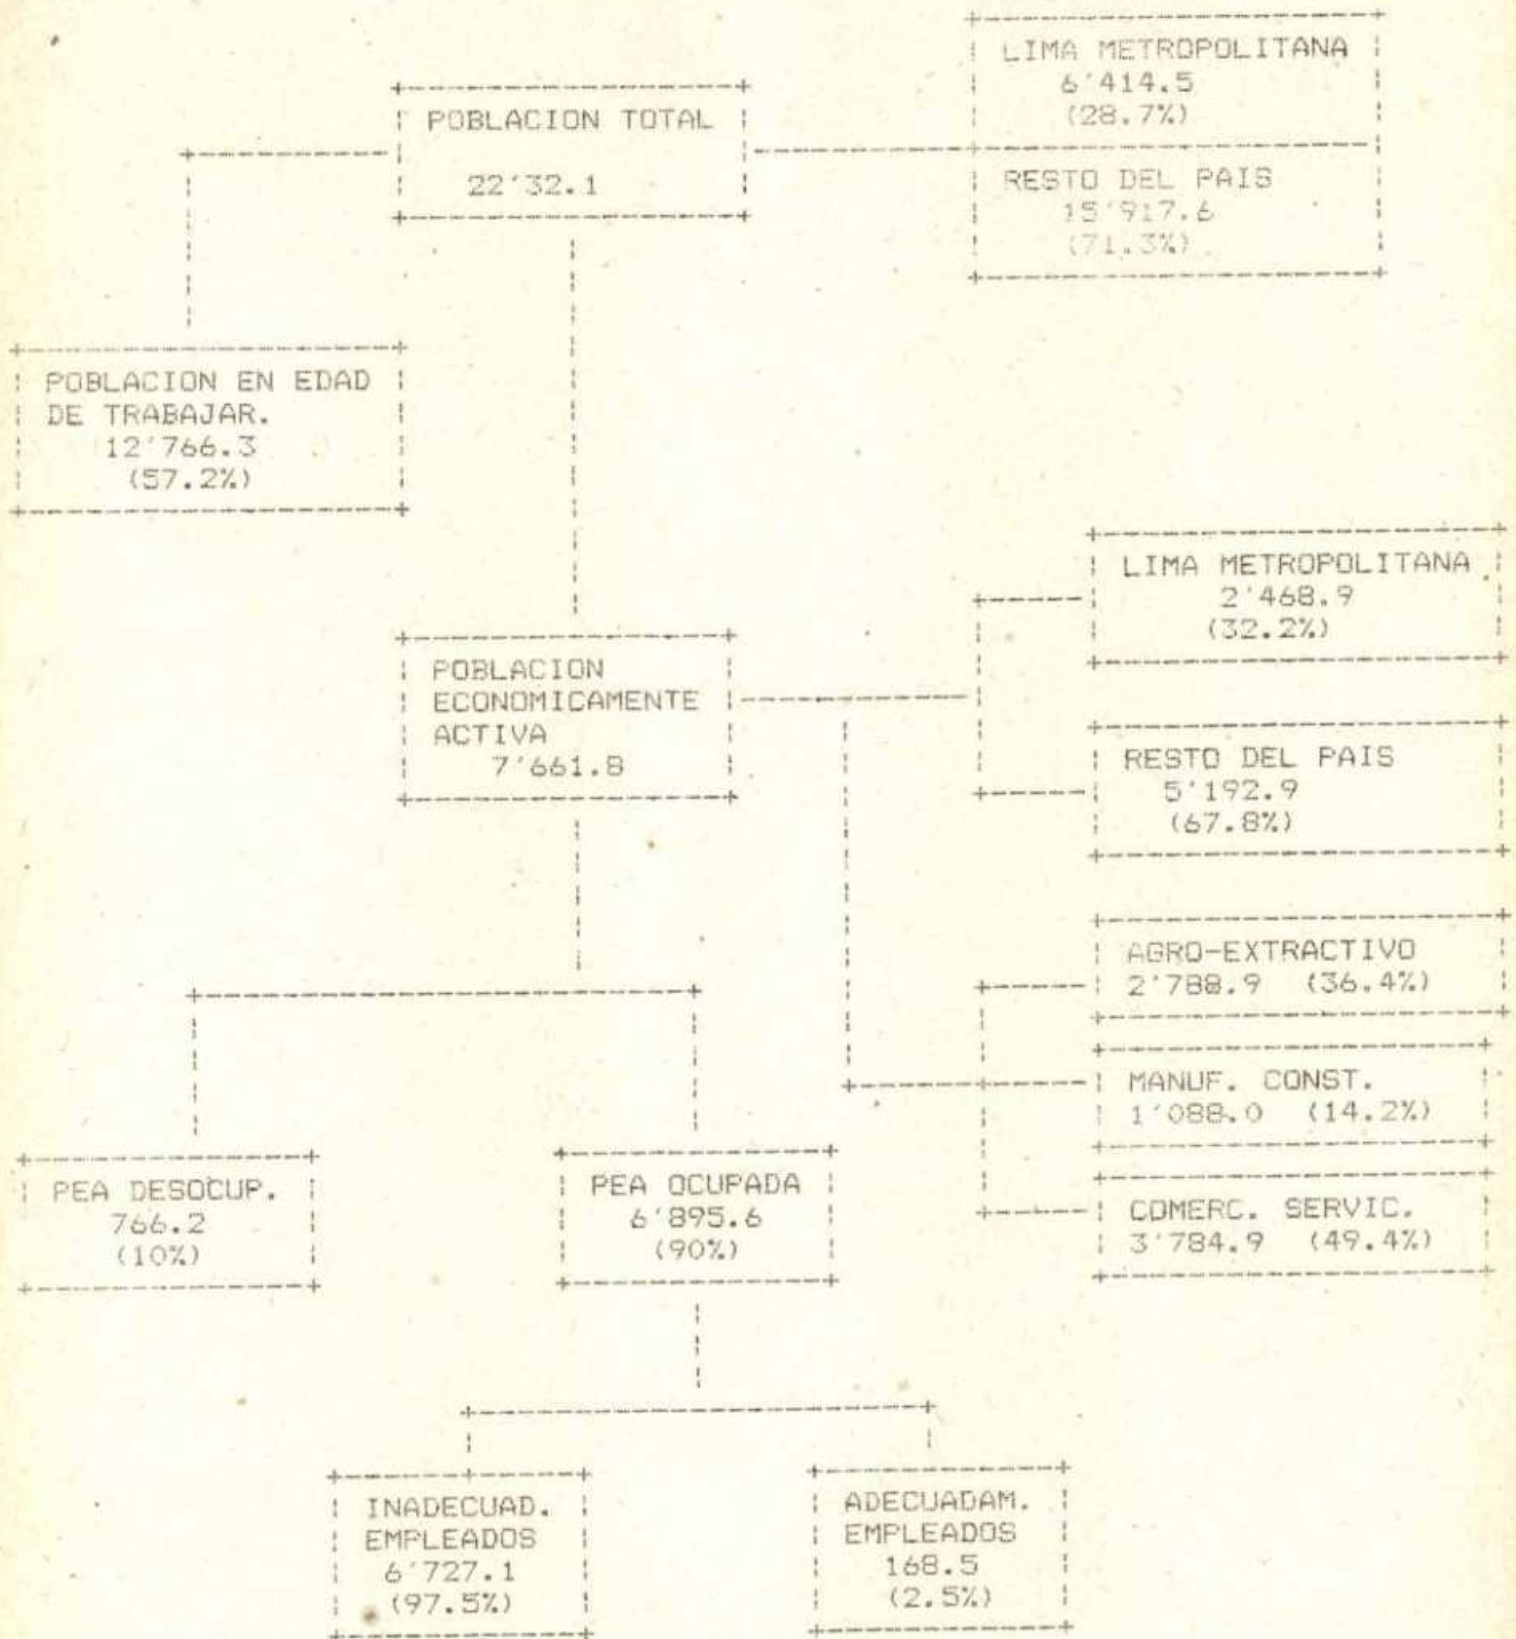 LIMA METROPOLITANA
6'414.5
(28.7%)
POBLACION TOTAL
22'32.1
RESTO DEL PAIS
15'917.6
(71.3%)
POBLACION EN EDAD
DE TRABAJAR.
12'766.3
(57.2%)
LIMA METROPOLITANA
2'468.9
(32.2%)
POBLACION
ECONOMICAMENTE
ACTIVA
7'661.8
RESTO DEL PAIS
5'192.9
(67.8%)
AGRO-EXTRACTIVO
2'788.9 (36.4%)
MANUF. CONST.
1'088.0 (14.2%)
COMERC. SERVIC.
3'784.9 (49.4%)
PEA DESOCUP.
766.2
(10%)
PEA OCUPADA
6'895.6
(90%)
INADECUAD.
EMPLEADOS
6'727.1
(97.5%)
ADECUADAM.
EMPLEADOS
168.5
(2.5%)